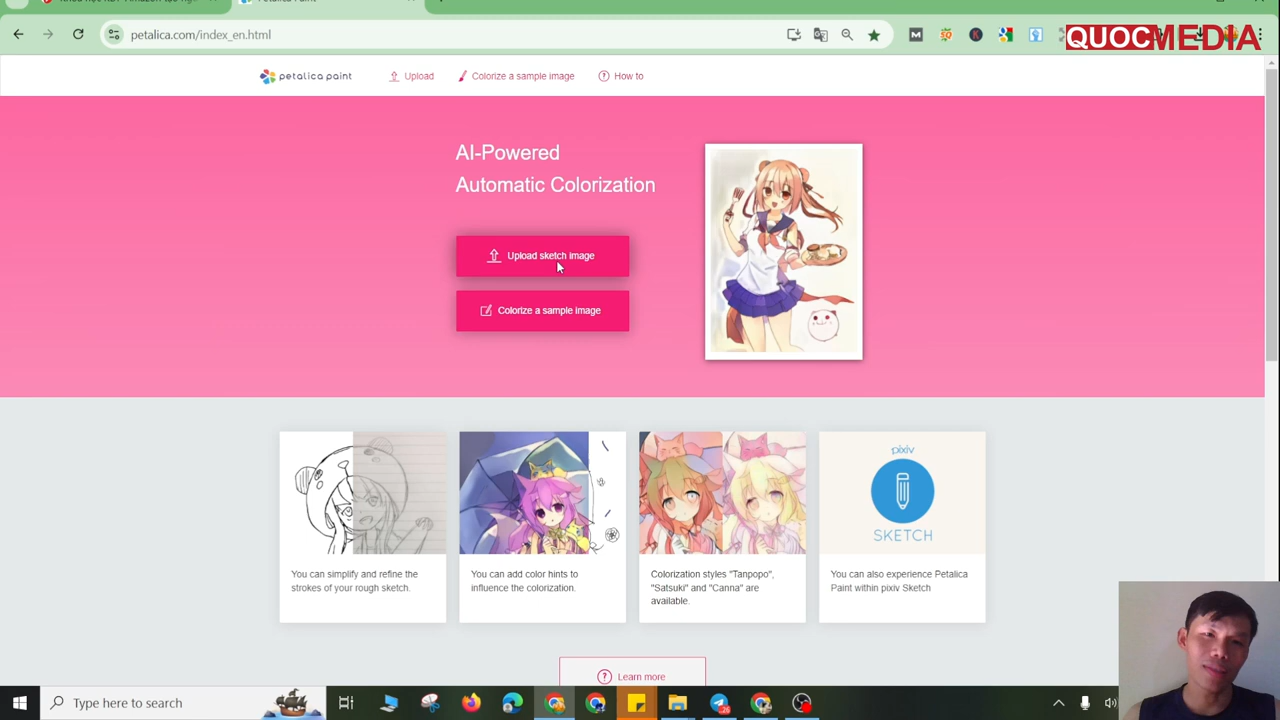 petalica.com/index_en.html
QUOCMEDIA
petalica paint
Upload
Colorize a sample image
How to
AI-Powered
Automatic Colorization
Upload sketch image
Colorize a sample image
You can simplify and refine the
strokes of your rough sketch.
You can add color hints to
influence the colorization.
Colorization styles "Tanpopo",
"Satsuki" and "Canna" are
available.
pixiv
SKETCH
You can also experience Petalica
Paint within pixiv Sketch
Learn more
Type here to search